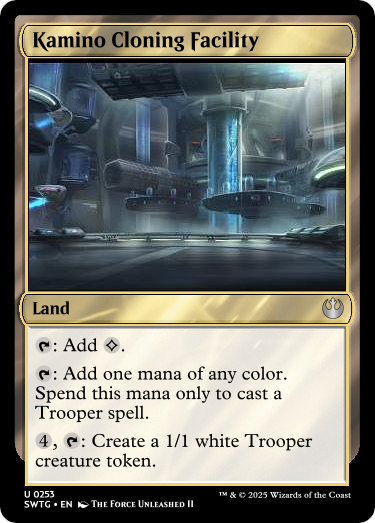 Kamino Cloning Facility
Land
: Add .
: Add one mana of any color.
Spend this mana only to cast a
Trooper spell.
4, : Create a 1/1 white Trooper
creature token.
U 0253
SWTG • EN The Force Unleashed II
™ & © 2025 Wizards of the Coast